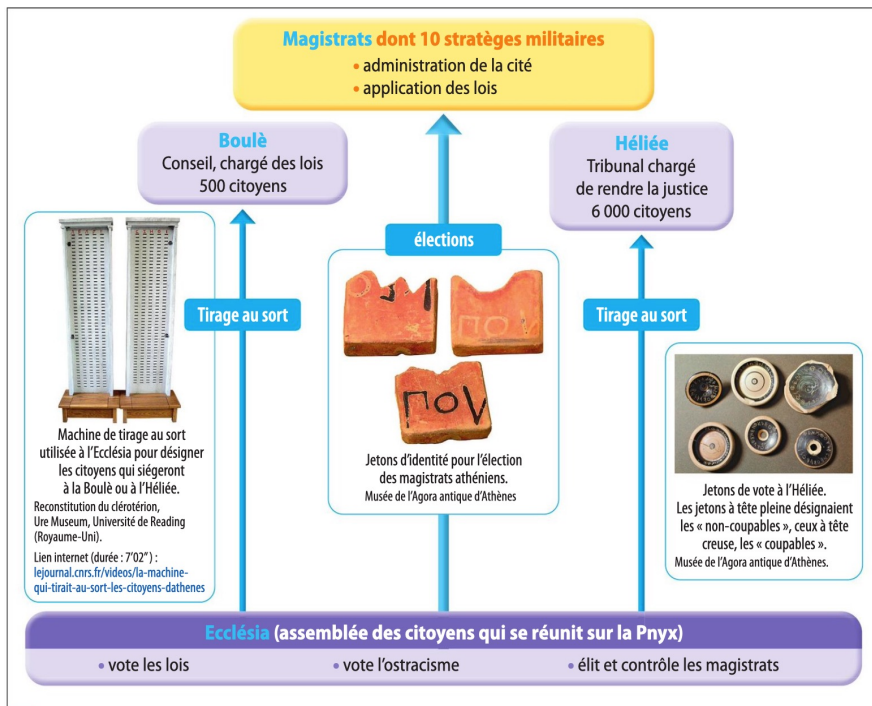 Magistrats dont 10 stratèges militaires
• administration de la cité
• application des lois
Boulè
Conseil, chargé des lois
500 citoyens
Héliée
Tribunal chargé
de rendre la justice
6 000 citoyens
élections
Tirage au sort
Tirage au sort
ΠΟΛ
ΠΟΛ
Machine de tirage au sort
utilisée à l'Ecclésia pour désigner
les citoyens qui siégeront
à la Boulè ou à l'Héliée.
Reconstitution du clérotérion,
Ure Museum, Université de Reading
(Royaume-Uni).
Lien internet (durée : 7'02") :
lejournal.cnrs.fr/videos/la-machine-
qui-tirait-au-sort-les-citoyens-dathenes
Jetons d'identité pour l'élection
des magistrats athéniens.
Musée de l'Agora antique d'Athènes
Jetons de vote à l'Héliée.
Les jetons à tête pleine désignaient
les « non-coupables », ceux à tête
creuse, les « coupables ».
Musée de l'Agora antique d'Athènes.
Ecclésia (assemblée des citoyens qui se réunit sur la Pnyx)
• vote les lois
• vote l'ostracisme
• élit et contrôle les magistrats